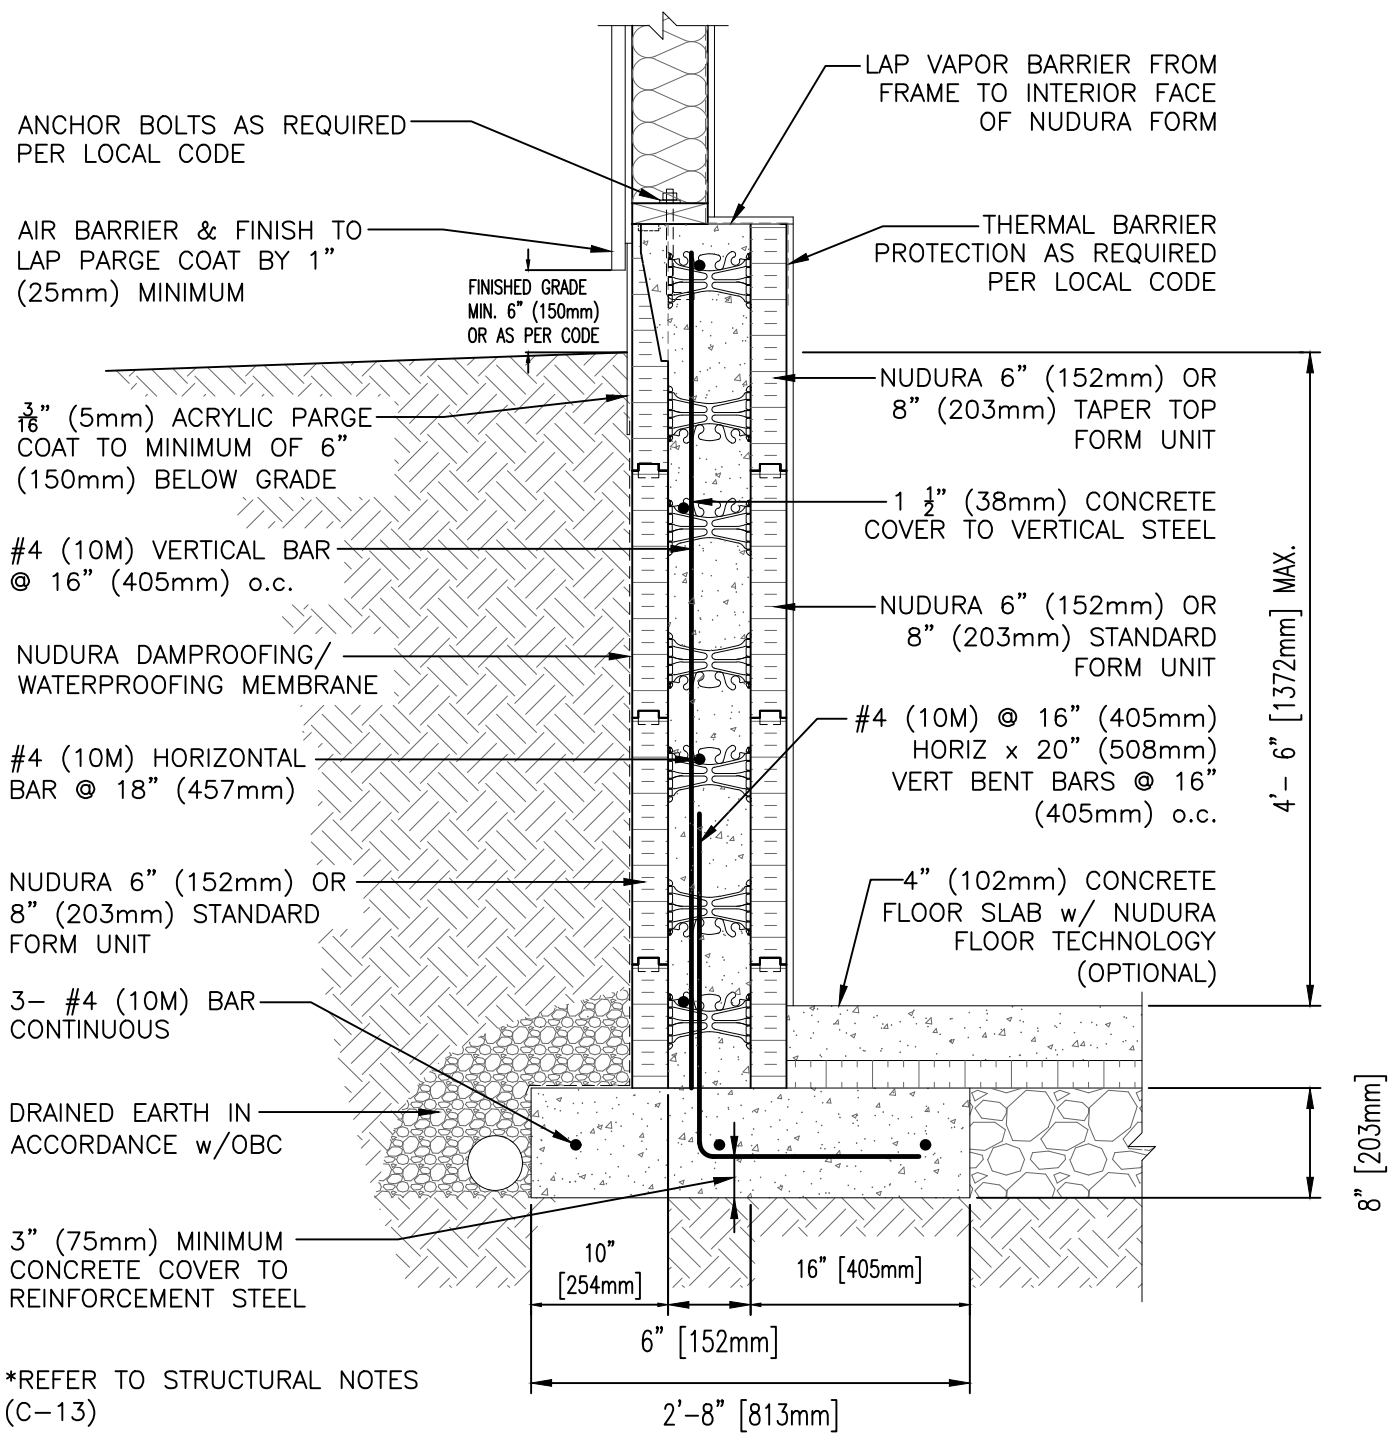 ANCHOR BOLTS AS REQUIRED
PER LOCAL CODE
AIR BARRIER & FINISH TO
LAP PARGE COAT BY 1"
(25mm) MINIMUM
FINISHED GRADE
MIN. 6" (150mm)
OR AS PER CODE
3/16" (5mm) ACRYLIC PARGE
COAT TO MINIMUM OF 6"
(150mm) BELOW GRADE
#4 (10M) VERTICAL BAR
@ 16" (405mm) o.c.
NUDURA DAMPROOFING/
WATERPROOFING MEMBRANE
#4 (10M) HORIZONTAL
BAR @ 18" (457mm)
NUDURA 6" (152mm) OR
8" (203mm) STANDARD
FORM UNIT
3– #4 (10M) BAR
CONTINUOUS
DRAINED EARTH IN
ACCORDANCE w/OBC
3" (75mm) MINIMUM
CONCRETE COVER TO
REINFORCEMENT STEEL
*REFER TO STRUCTURAL NOTES
(C–13)
LAP VAPOR BARRIER FROM
FRAME TO INTERIOR FACE
OF NUDURA FORM
THERMAL BARRIER
PROTECTION AS REQUIRED
PER LOCAL CODE
NUDURA 6" (152mm) OR
8" (203mm) TAPER TOP
FORM UNIT
1 1/2" (38mm) CONCRETE
COVER TO VERTICAL STEEL
NUDURA 6" (152mm) OR
8" (203mm) STANDARD
FORM UNIT
#4 (10M) @ 16" (405mm)
HORIZ x 20" (508mm)
VERT BENT BARS @ 16"
(405mm) o.c.
4" (102mm) CONCRETE
FLOOR SLAB w/ NUDURA
FLOOR TECHNOLOGY
(OPTIONAL)
4'– 6" [1372mm] MAX.
8" [203mm]
10"
[254mm]
16" [405mm]
6" [152mm]
2'–8" [813mm]